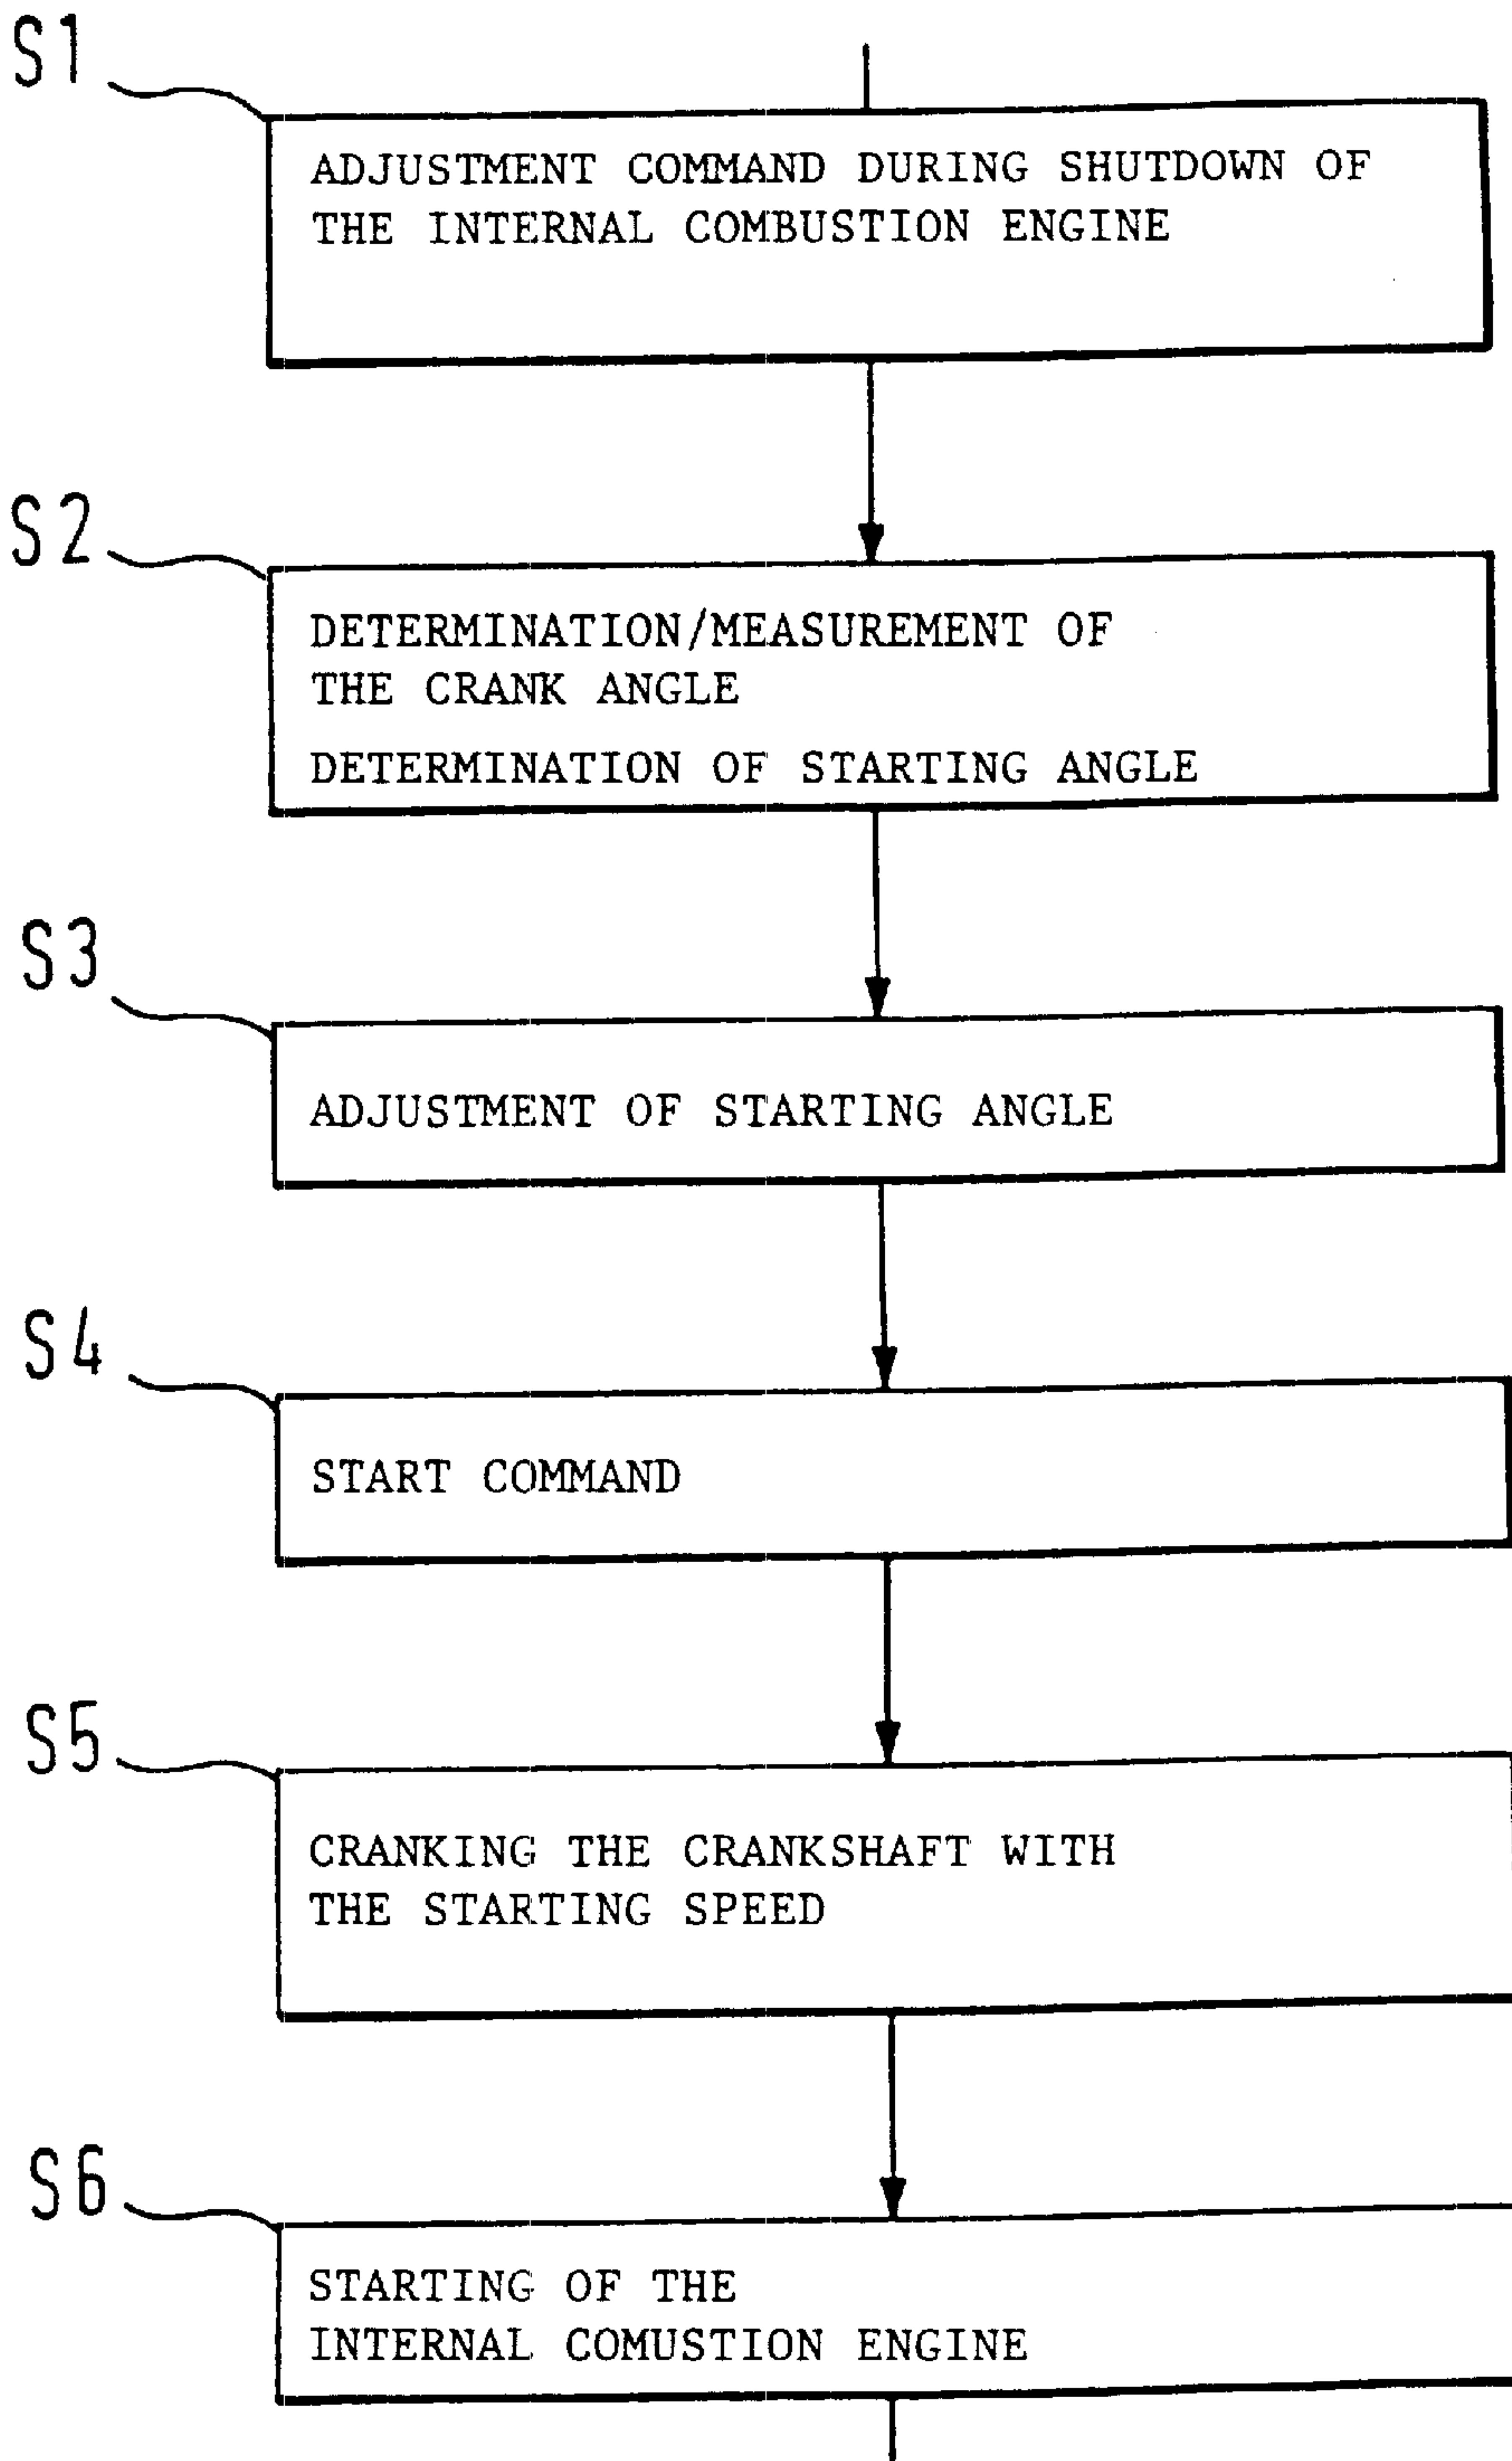 S1
ADJUSTMENT COMMAND DURING SHUTDOWN OF
THE INTERNAL COMBUSTION ENGINE
S2
DETERMINATION/MEASUREMENT OF
THE CRANK ANGLE
DETERMINATION OF STARTING ANGLE
S3
ADJUSTMENT OF STARTING ANGLE
S4
START COMMAND
S5
CRANKING THE CRANKSHAFT WITH
THE STARTING SPEED
S6
STARTING OF THE
INTERNAL COMUSTION ENGINE